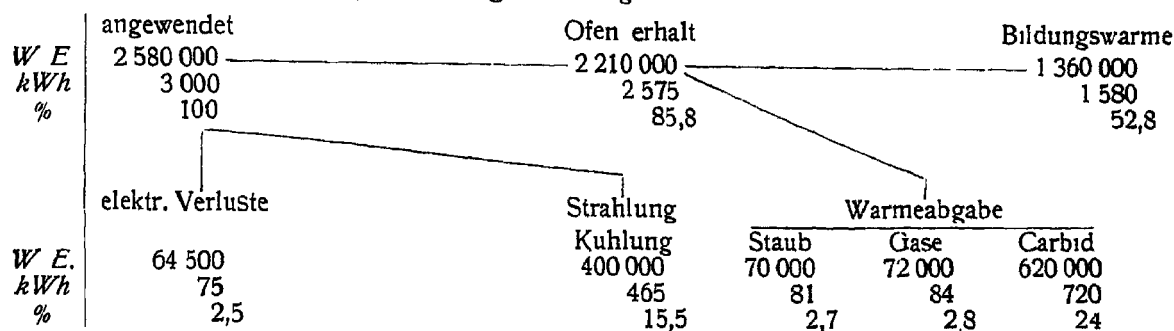 angewendet Ofen erhalt Bildungswarme
W E 2 580 000 2 210 000 1 360 000
kWh 3 000 2 575 1 580
% 100 85,8 52,8
elektr. Verluste Strahlung Warmeabgabe
Kuhlung Staub Gase Carbid
W E. 64 500 400 000 70 000 72 000 620 000
kWh 75 465 81 84 720
% 2,5 15,5 2,7 2,8 24